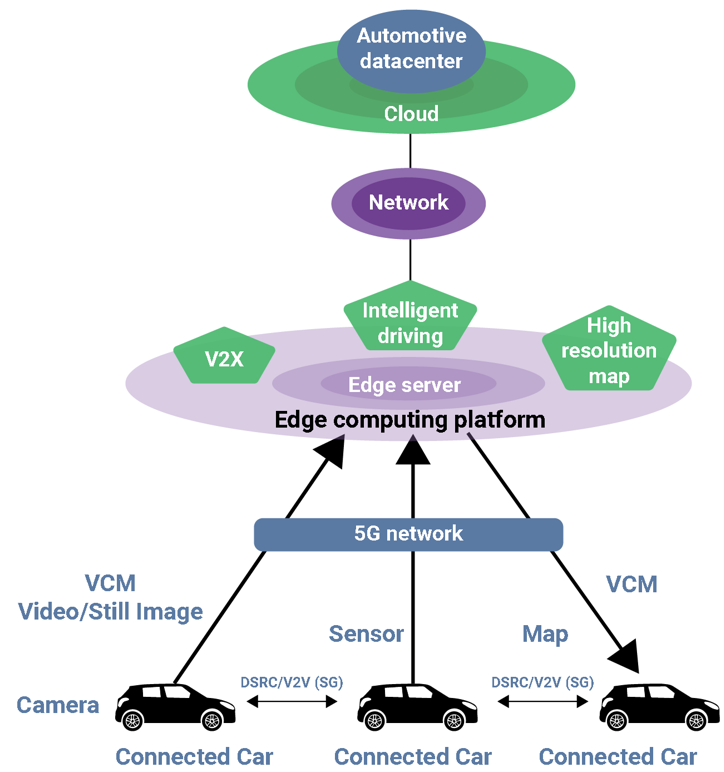 Automotive
datacenter
Cloud
Network
Intelligent
driving
V2X
High
resolution
map
Edge server
Edge computing platform
5G network
VCM
Video/Still Image
VCM
Sensor
Map
DSRC/V2V (SG)
DSRC/V2V (SG)
Camera
Connected Car
Connected Car
Connected Car